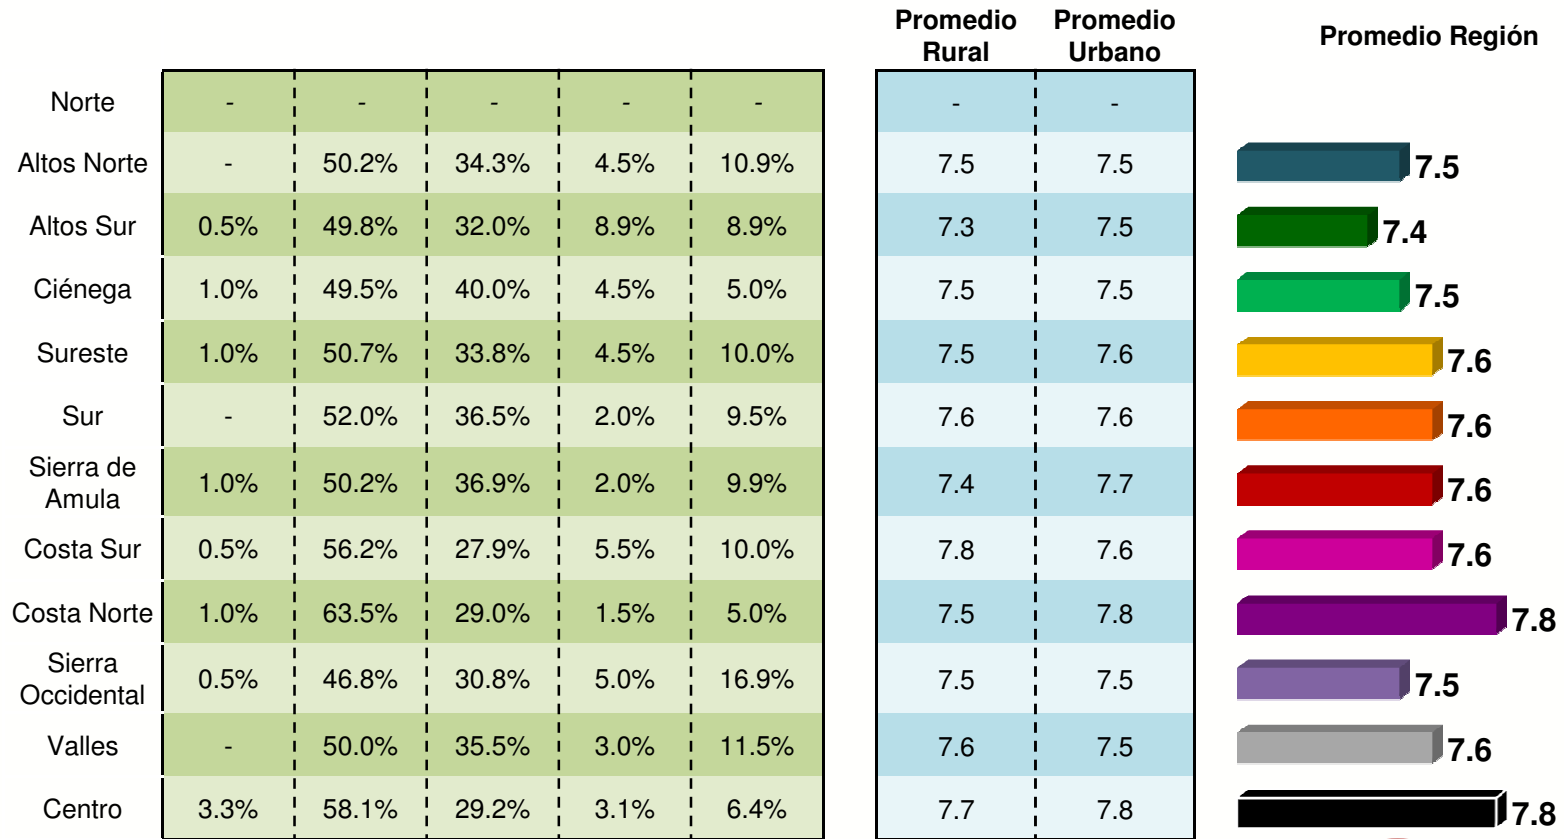 Promedio Rural Promedio Urbano Promedio Región
Norte - - - - - - -
Altos Norte - 50.2% 34.3% 4.5% 10.9% 7.5 7.5 7.5
Altos Sur 0.5% 49.8% 32.0% 8.9% 8.9% 7.3 7.5 7.4
Ciénega 1.0% 49.5% 40.0% 4.5% 5.0% 7.5 7.5 7.5
Sureste 1.0% 50.7% 33.8% 4.5% 10.0% 7.5 7.6 7.6
Sur - 52.0% 36.5% 2.0% 9.5% 7.6 7.6 7.6
Sierra de Amula 1.0% 50.2% 36.9% 2.0% 9.9% 7.4 7.7 7.6
Costa Sur 0.5% 56.2% 27.9% 5.5% 10.0% 7.8 7.6 7.6
Costa Norte 1.0% 63.5% 29.0% 1.5% 5.0% 7.5 7.8 7.8
Sierra Occidental 0.5% 46.8% 30.8% 5.0% 16.9% 7.5 7.5 7.5
Valles - 50.0% 35.5% 3.0% 11.5% 7.6 7.5 7.6
Centro 3.3% 58.1% 29.2% 3.1% 6.4% 7.7 7.8 7.8